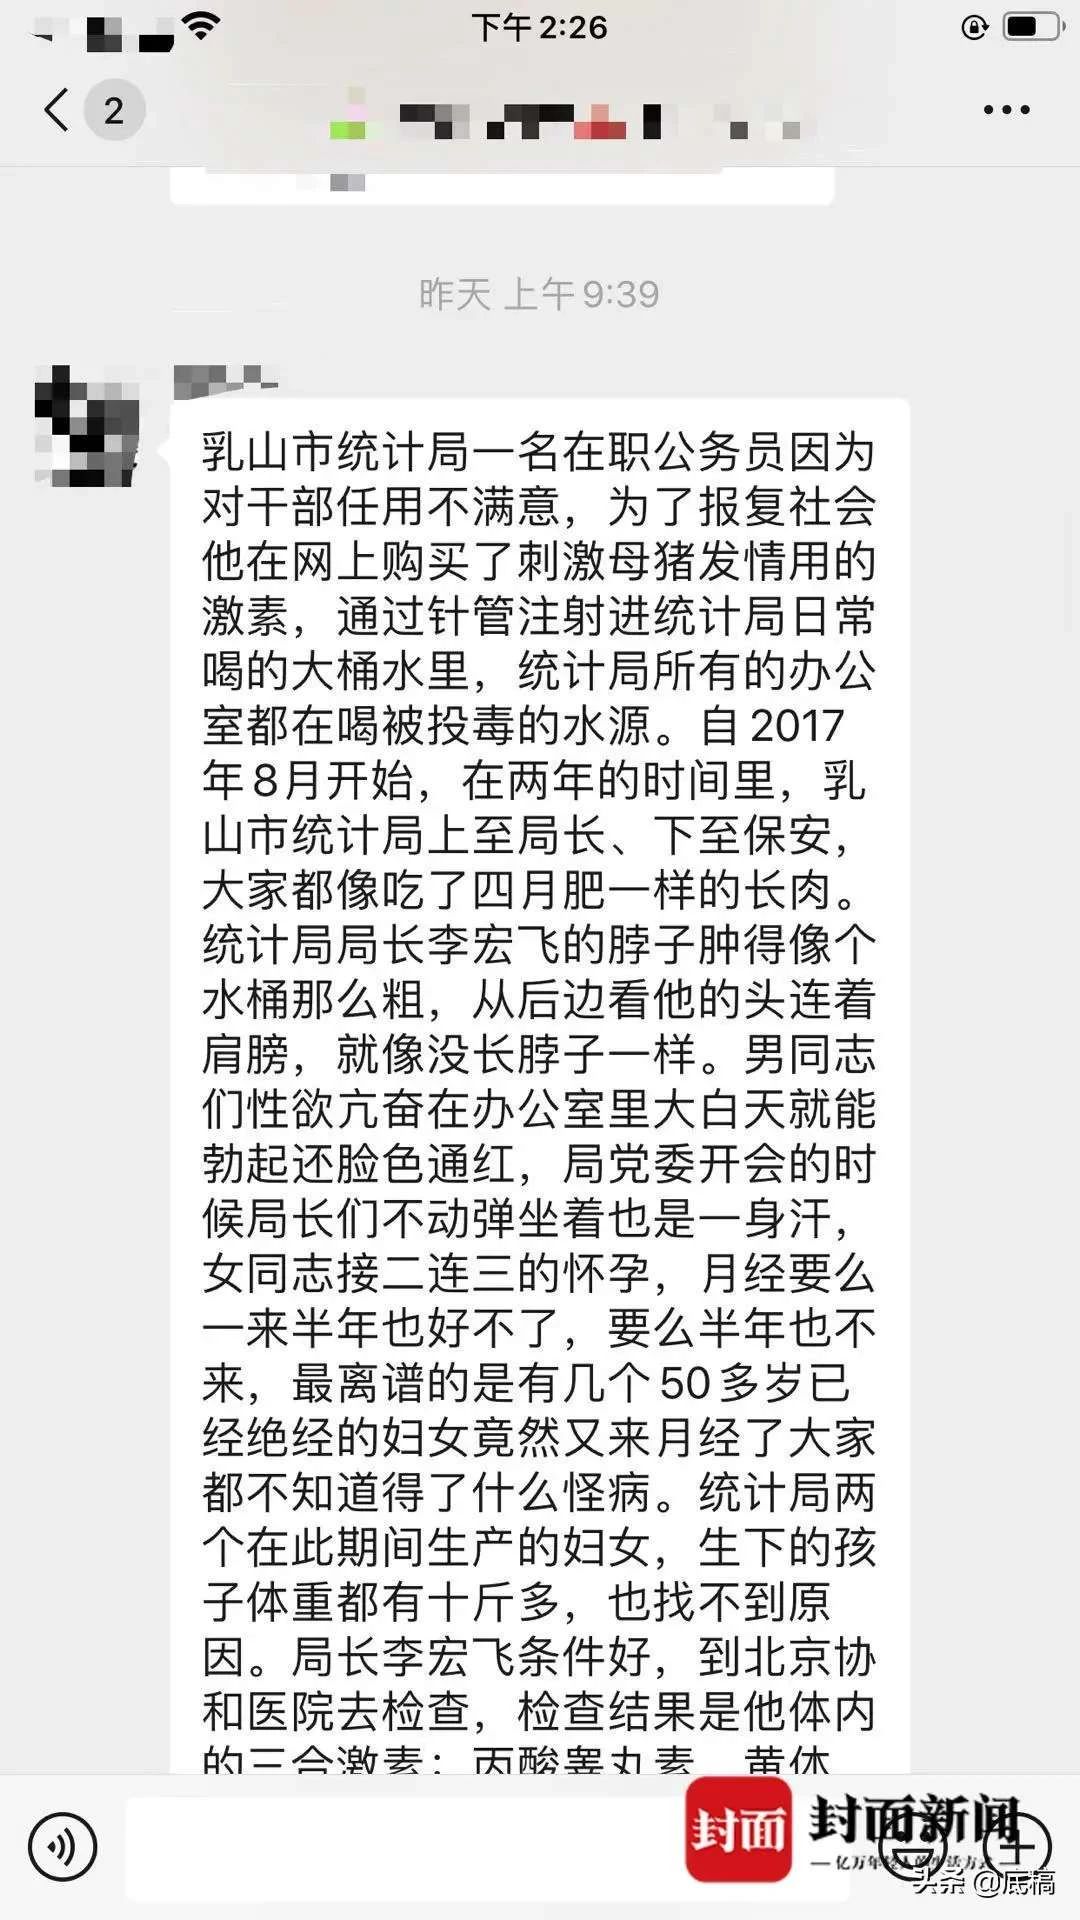 下午 2:26
2
昨天 上午 9:39
乳山市统计局一名在职公务员因为
对干部任用不满意，为了报复社会
他在网上购买了刺激母猪发情用的
激素，通过针管注射进统计局日常
喝的大桶水里，统计局所有的办公
室都在喝被投毒的水源。自 2017
年 8 月开始，在两年的时间里，乳
山市统计局上至局长、下至保安，
大家都像吃了四月肥一样的长肉。
统计局局长李宏飞的脖子肿得像个
水桶那么粗，从后边看他的头连着
肩膀，就像没长脖子一样。男同志
们性欲亢奋在办公室里大白天就能
勃起还脸色通红，局党委开会的时
候局长们不动弹坐着也是一身汗，
女同志接二连三的怀孕，月经要么
一来半年也好不了，要么半年也不
来，最离谱的是有几个 50 多岁已
经绝经的妇女竟然又来月经了大家
都不知道得了什么怪病。统计局两
个在此期间生产的妇女，生下的孩
子体重都有十斤多，也找不到原
因。局长李宏飞条件好，到北京协
和医院去检查，检查结果是他体内
的三合激素：丙酸睾丸素、黄体
封面
封面新闻
亿万年轻人的生活方式
头条 @底稿